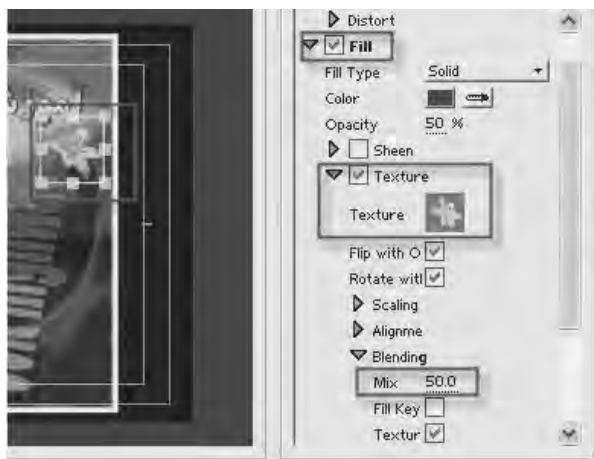 Distort
Fill
Fill Type Solid
Color
Opacity 50 %
Sheen
Texture
Texture
Flip with O
Rotate witl
Scaling
Alignme
Blending
Mix 50.0
Fill Key
Textur